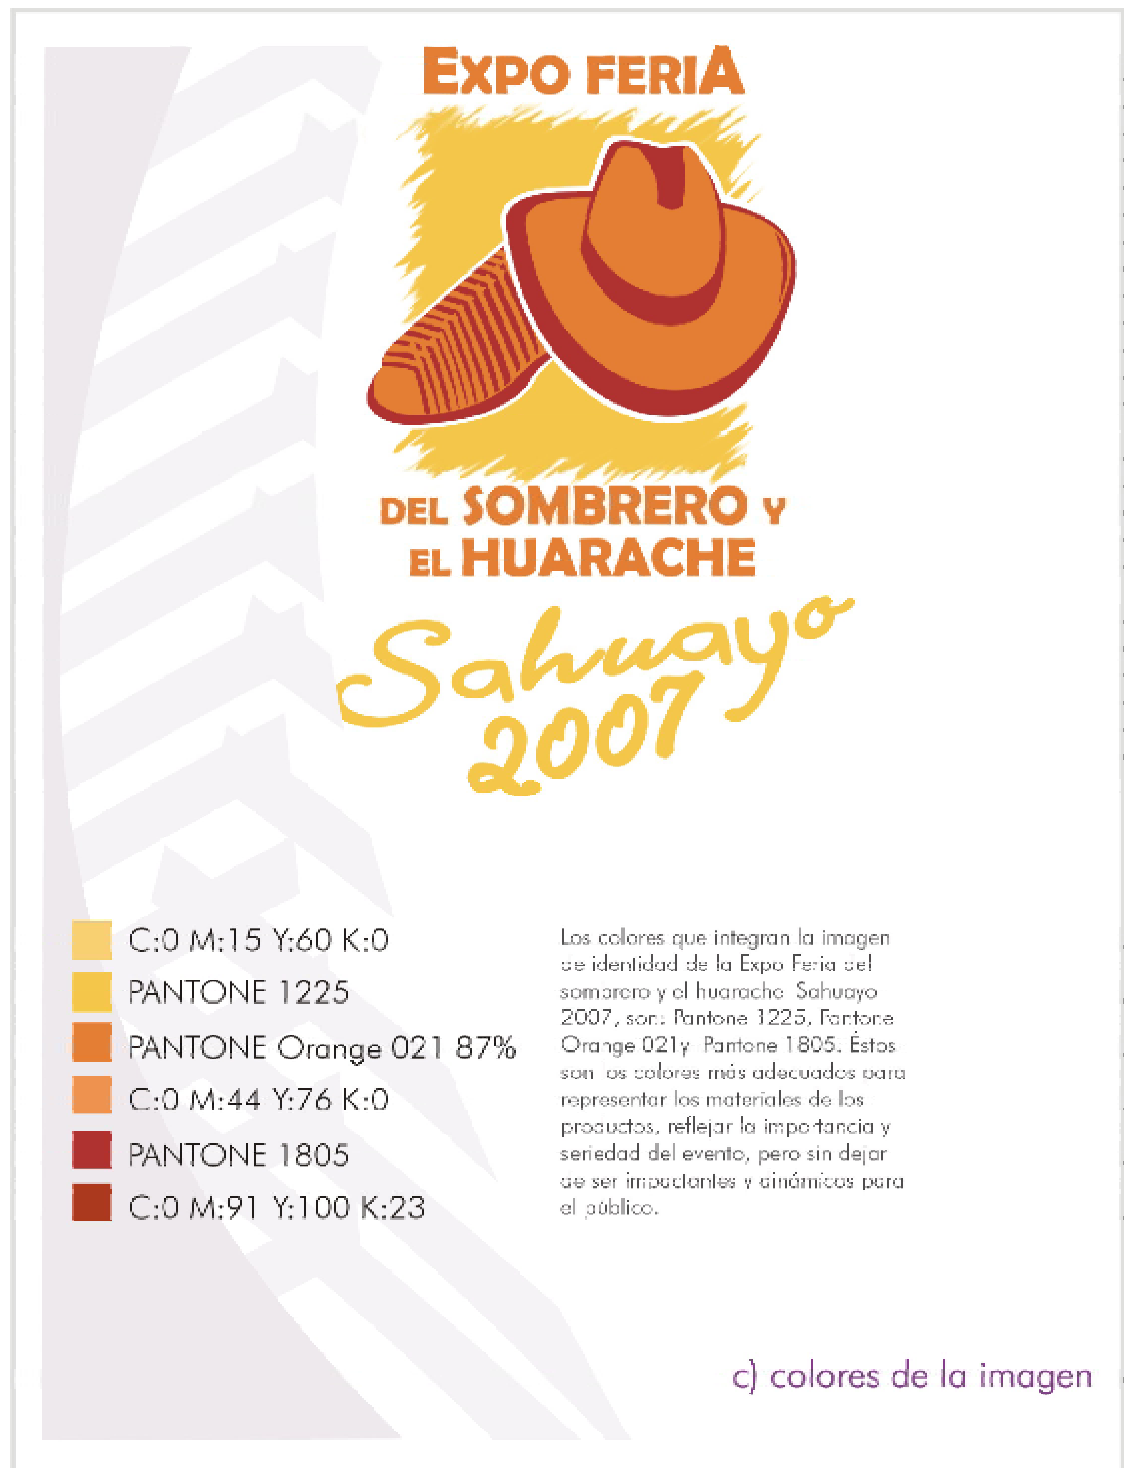 EXPO FERIA
DEL SOMBRERO Y
EL HUARACHE
Sahuayo
2007
C:0 M:15 Y:60 K:0
PANTONE 1225
PANTONE Orange 021 87%
C:0 M:44 Y:76 K:0
PANTONE 1805
C:0 M:91 Y:100 K:23
Los colores que integran la imagen
de identidad de la Expo Feria del
sombrero y el huarache Sahuayo
2007, son: Pantone 1225, Pantone
Orange 021y Pantone 1805. Éstos
son los colores más adecuados para
representar los materiales de los
productos, reflejar la importancia y
seriedad del evento, pero sin dejar
de ser impactantes y dinámicos para
el público.
c) colores de la imagen